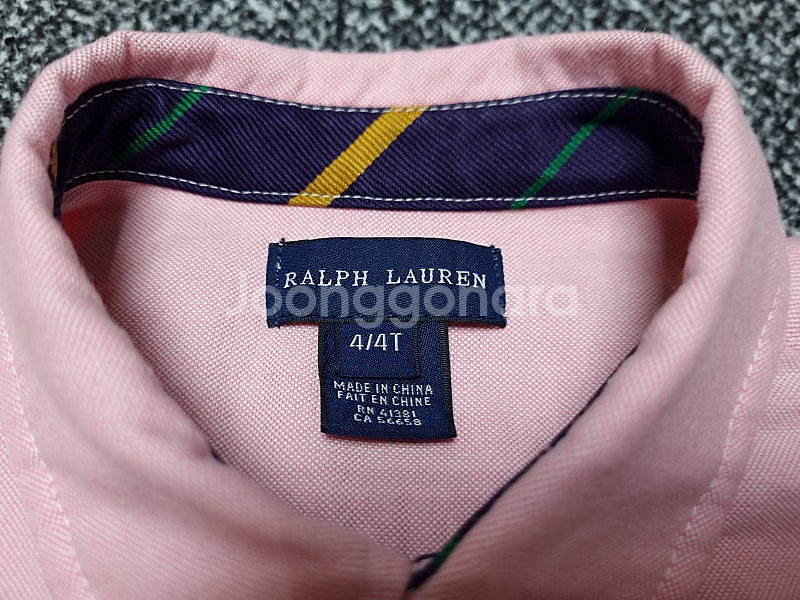 RALPH LAUREN
Joonggonara
4/4T
MADE IN CHINA
FAIT EN CHINE
RN 41381
CA 56658